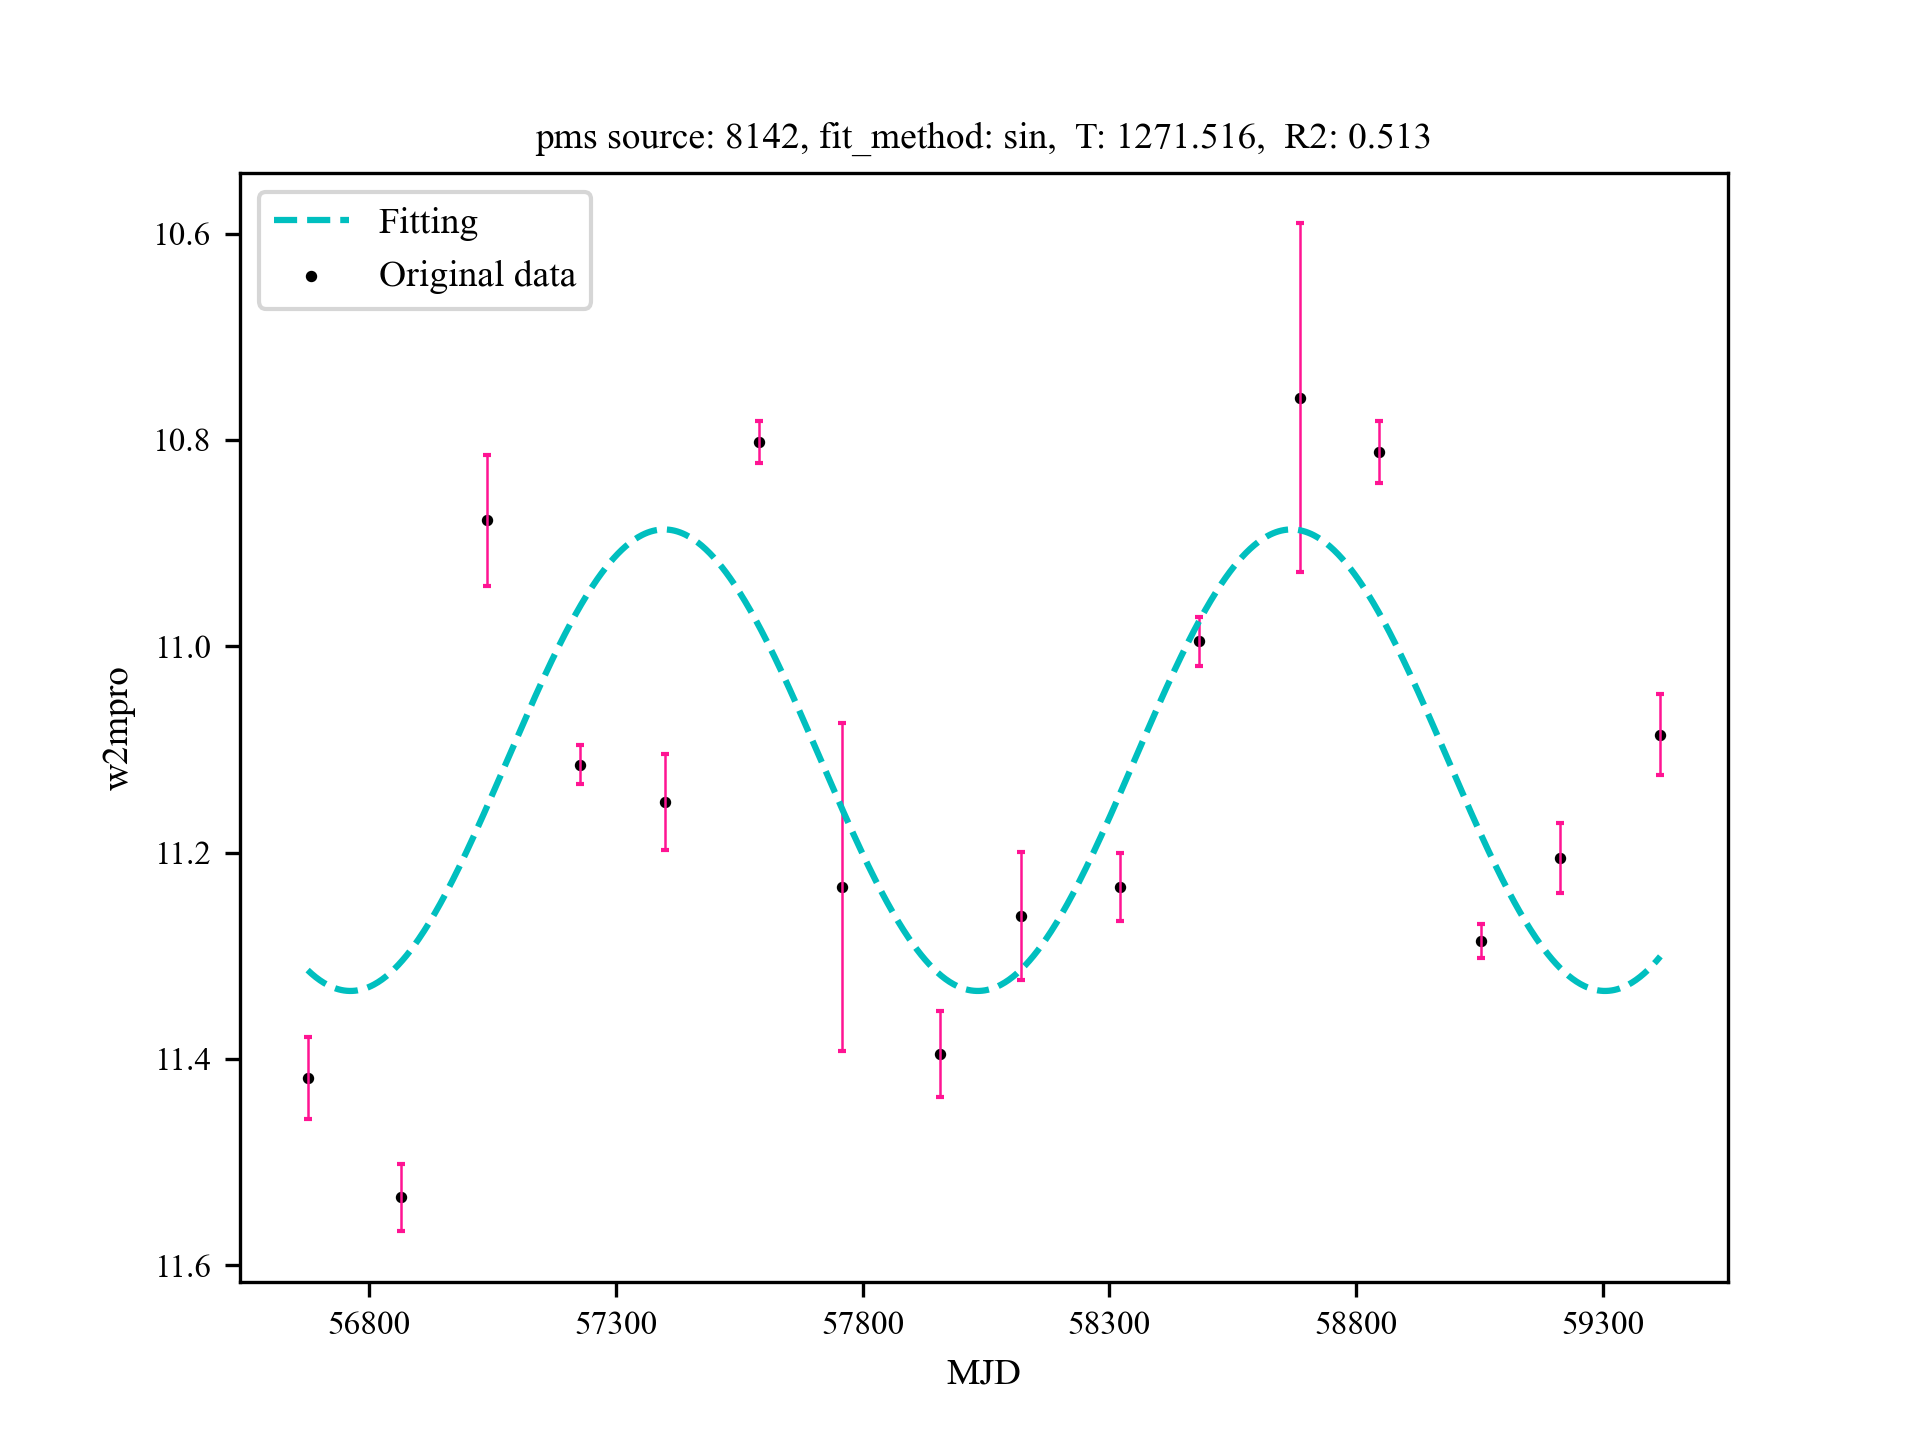 pms source: 8142, fit_method: sin,  T: 1271.516,  R2: 0.513
Fitting
Original data
10.6
10.8
11.0
11.2
11.4
11.6
w2mpro
56800 57300 57800 58300 58800 59300
MJD